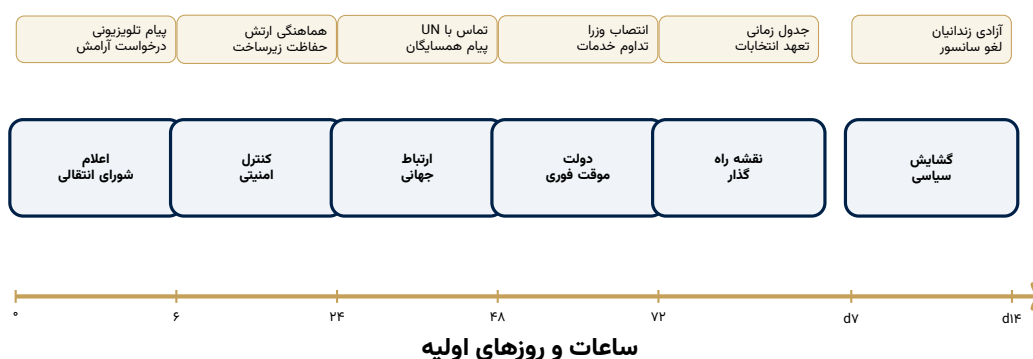 پیام تلویزیونی
درخواست آرامش
هماهنگی ارتش
حفاظت زیرساخت
تماس با UN
پیام همسایگان
انتصاب وزرا
تداوم خدمات
جدول زمانی
تعهد انتخابات
آزادی زندانیان
لغو سانسور
اعلام
شورای انتقالی
کنترل
امنیتی
ارتباط
جهانی
دولت
موقت فوری
نقشه راه
گذار
گشایش
سیاسی
۰
۶
۲۴
۴۸
۷۲
d۷
d۱۴
ساعات و روزهای اولیه